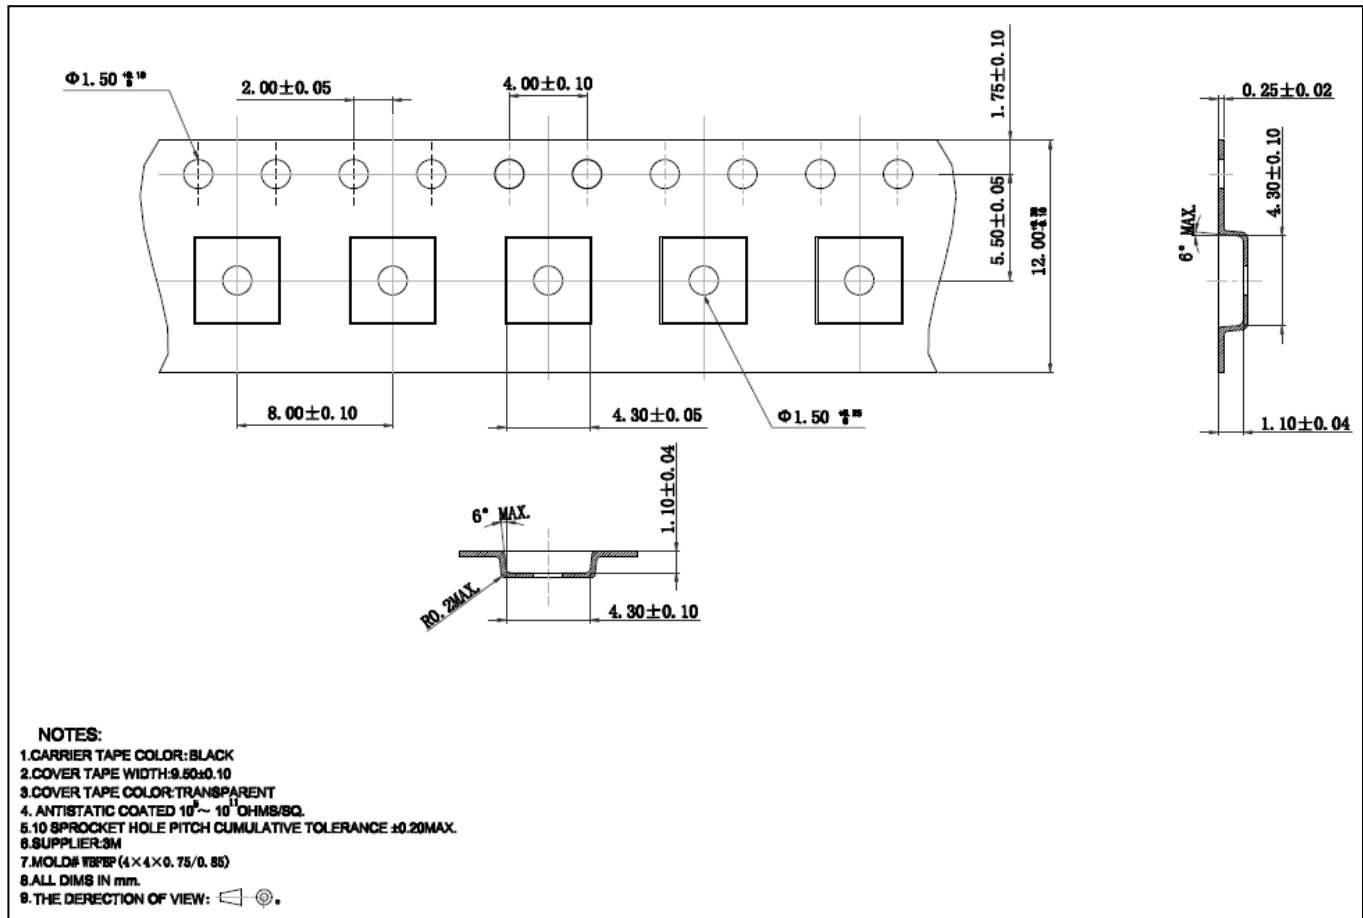 Φ1.50
2.00±0.05
4.00±0.10
1.75±0.10
0.25±0.02
5.50±0.05
12.00
4.30±0.10
6° MAX.
8.00±0.10
4.30±0.05
Φ1.50
1.10±0.04
6° MAX.
1.10±0.04
R0.2MAX.
4.30±0.10
NOTES:
1.CARRIER TAPE COLOR:BLACK
2.COVER TAPE WIDTH:9.50±0.10
3.COVER TAPE COLOR:TRANSPARENT
4. ANTISTATIC COATED ~ 10¹¹OHMS/SQ.
5.10 SPROCKET HOLE PITCH CUMULATIVE TOLERANCE ±0.20MAX.
6.SUPPLIER:3M
7.MOLD# (4×4×0.75/0.85)
8.ALL DIMS IN mm.
9.THE DERECTION OF VIEW: